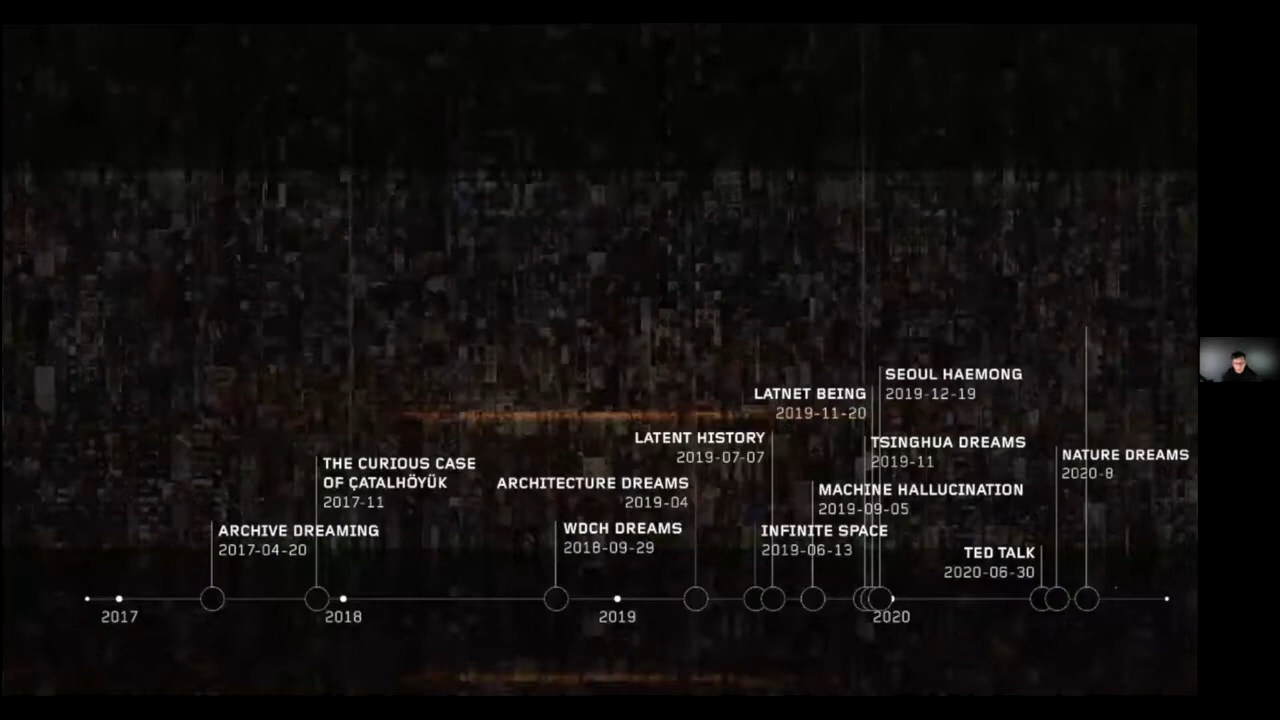 SEOUL HAEMONG
2019-12-19
LATNET BEING
2019-11-20
LATENT HISTORY
2019-07-07
TSINGHUA DREAMS
2019-11
NATURE DREAMS
2020-8
THE CURIOUS CASE
OF ÇATALHÖYÜK
2017-11
ARCHITECTURE DREAMS
2019-04
MACHINE HALLUCINATION
2019-09-05
ARCHIVE DREAMING
2017-04-20
WDCH DREAMS
2018-09-29
INFINITE SPACE
2019-06-13
TED TALK
2020-06-30
2017
2018
2019
2020